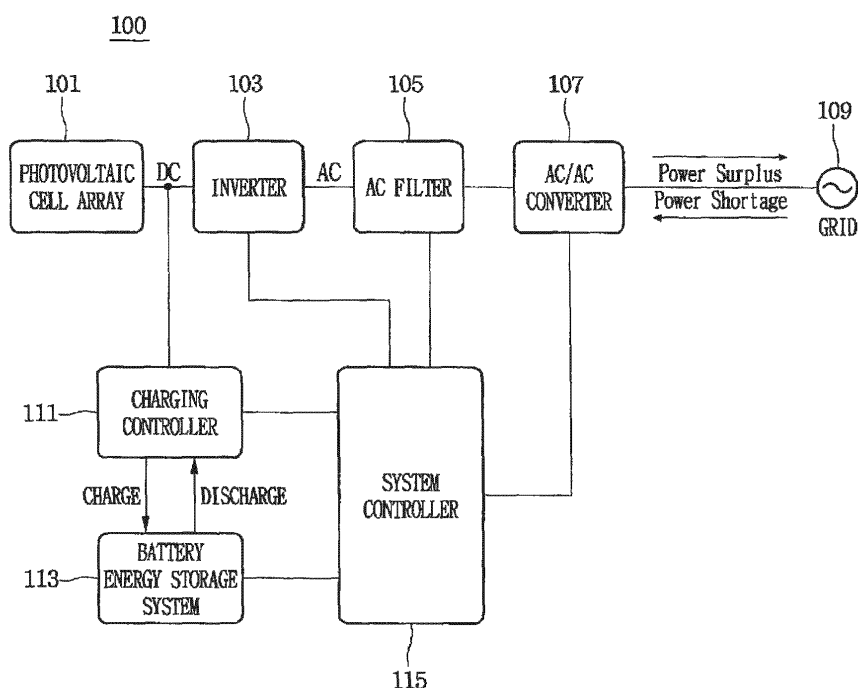 100
101
103
105
107
109
PHOTOVOLTAIC
CELL ARRAY
DC
INVERTER
AC
AC FILTER
AC/AC
CONVERTER
Power Surplus
Power Shortage
GRID
111
CHARGING
CONTROLLER
CHARGE
DISCHARGE
SYSTEM
CONTROLLER
113
BATTERY
ENERGY STORAGE
SYSTEM
115